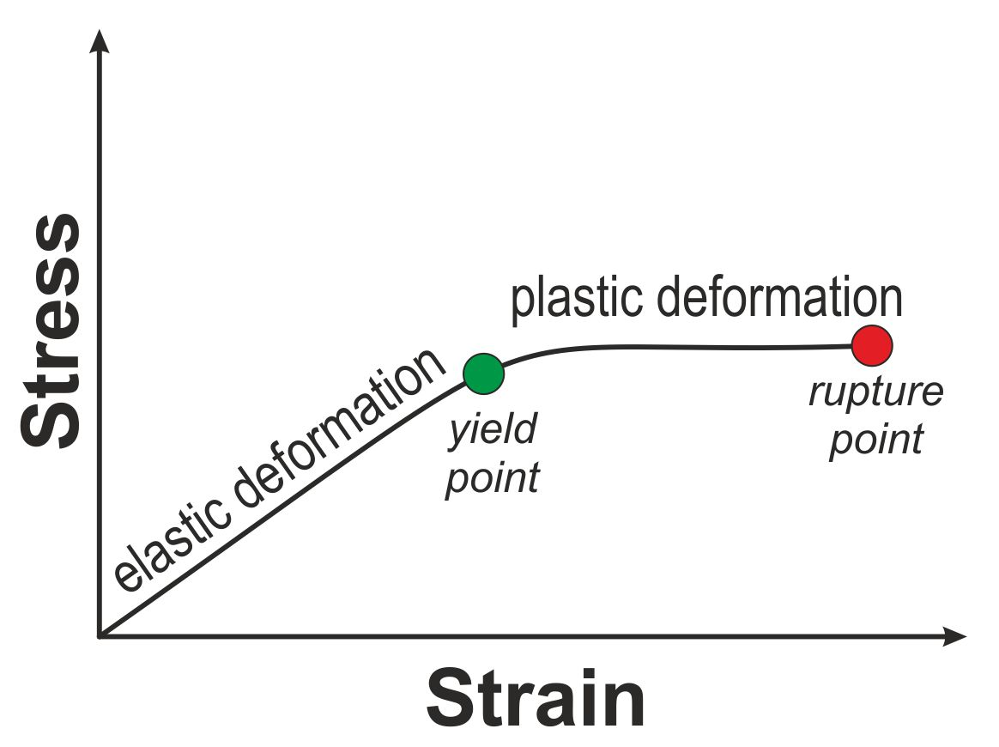 Stress
elastic deformation
yield
point
plastic deformation
rupture
point
Strain